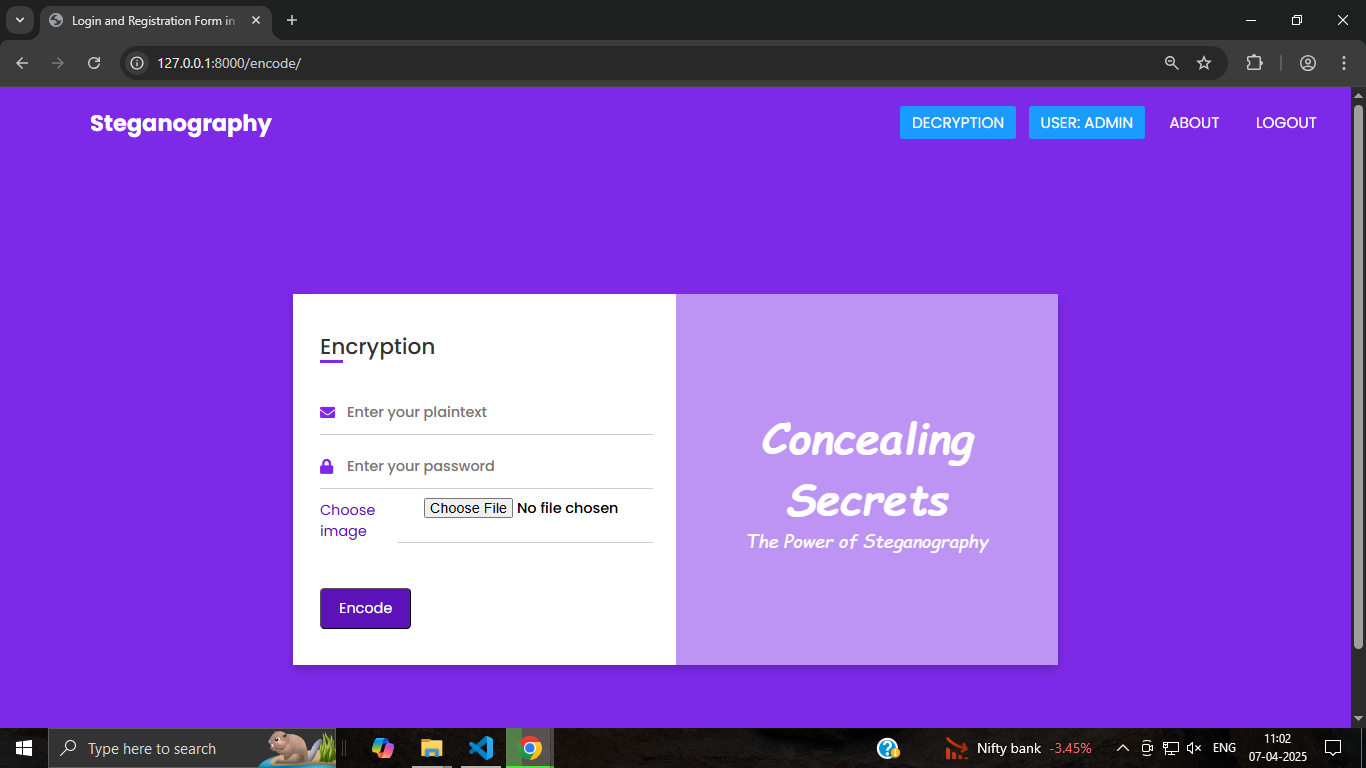 Login and Registration Form in
127.0.0.1:8000/encode/
Steganography
DECRYPTION
USER: ADMIN
ABOUT
LOGOUT
Encryption
Enter your plaintext
Enter your password
Choose image
Choose File No file chosen
Encode
Concealing
Secrets
The Power of Steganography
Type here to search
Nifty bank -3.45%
ENG
11:02
07-04-2025